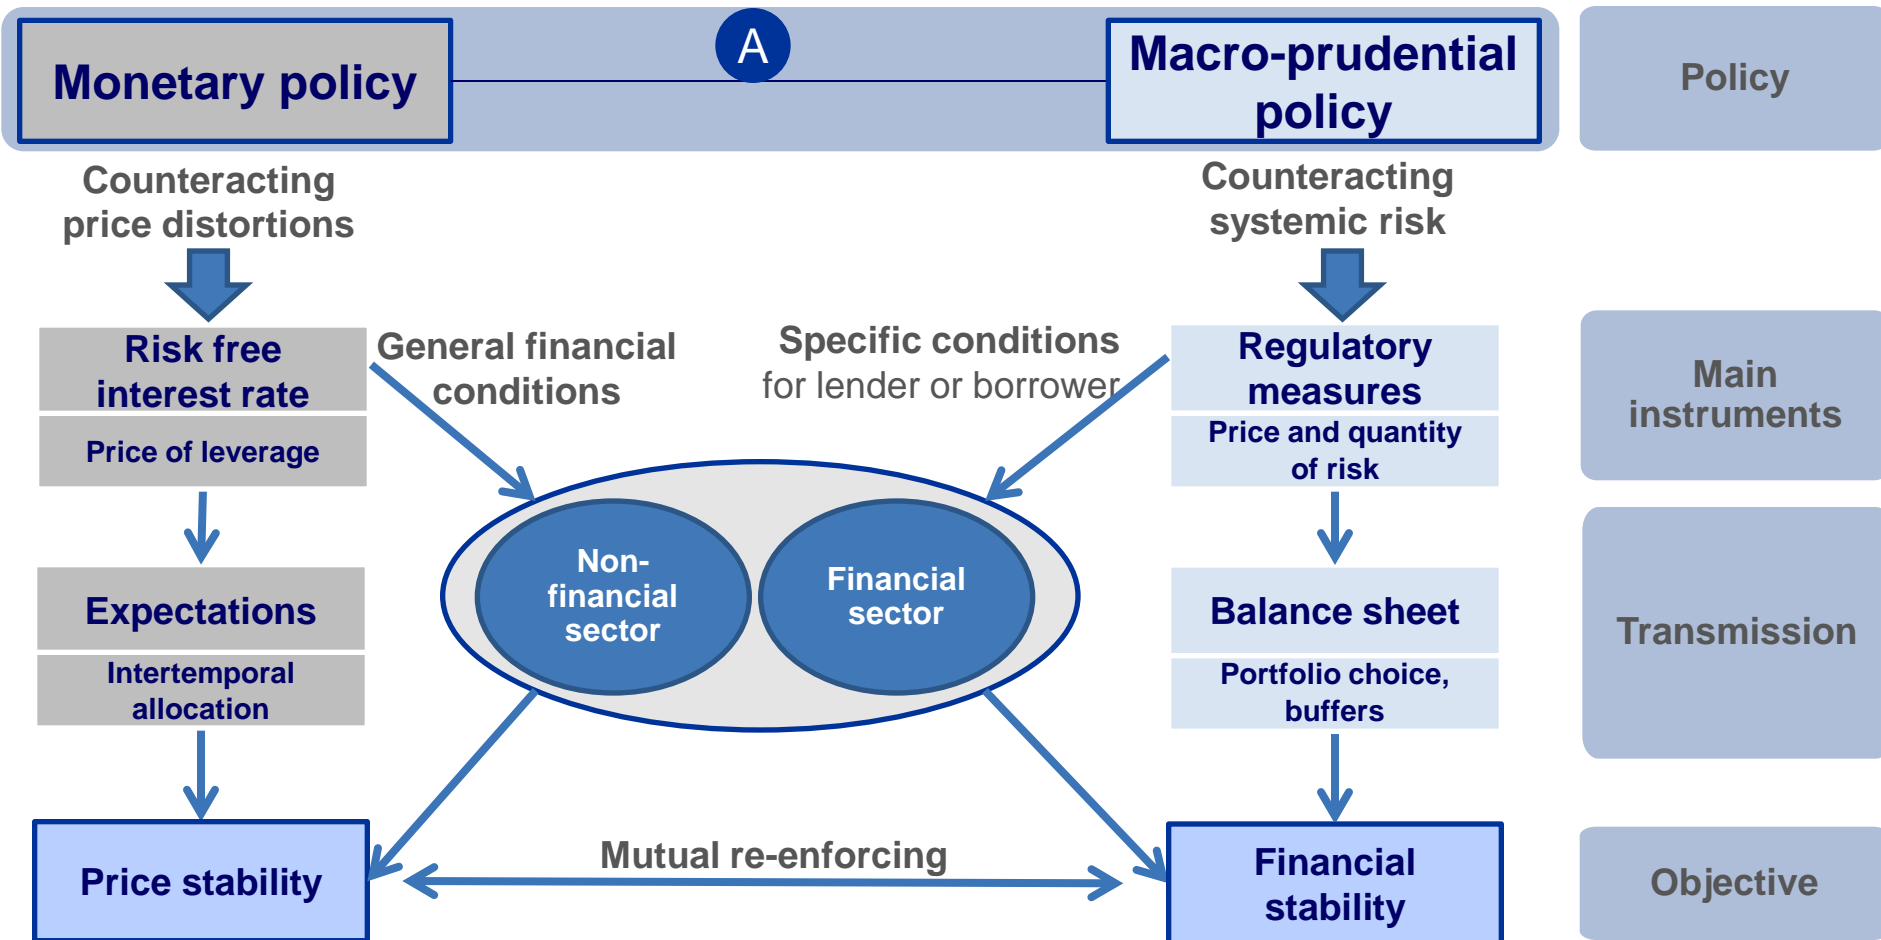 A
Monetary policy
Macro-prudential
policy
Policy
Counteracting
price distortions
Counteracting
systemic risk
Risk free
interest rate
Price of leverage
General financial
conditions
Specific conditions
for lender or borrower
Regulatory
measures
Price and quantity
of risk
Main
instruments
Expectations
Intertemporal
allocation
Non-
financial
sector
Financial
sector
Balance sheet
Portfolio choice,
buffers
Transmission
Price stability
Mutual re-enforcing
Financial
stability
Objective